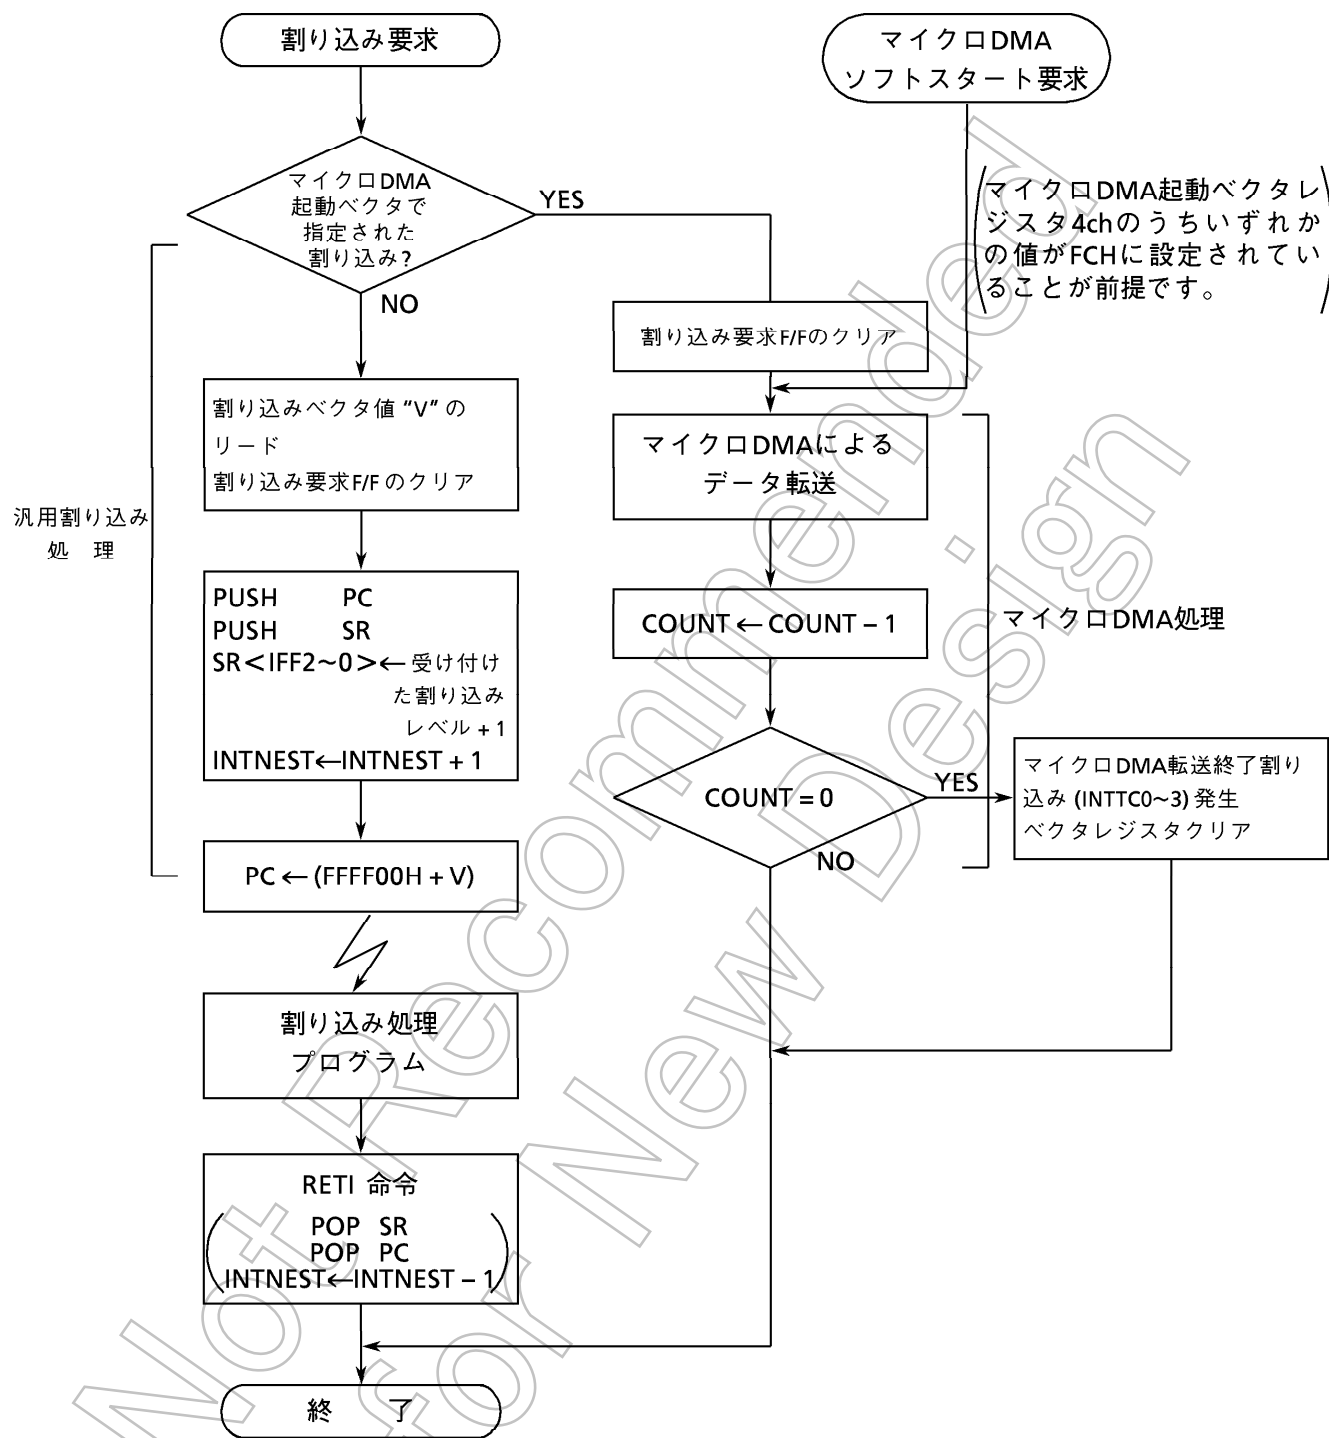 割り込み要求
マイクロDMA
ソフトスタート要求
マイクロDMA
起動ベクタで
指定された
割り込み?
YES
NO
マイクロDMA起動ベクタレ
ジスタ4chのうちいずれか
の値がFCHに設定されてい
ることが前提です。
割り込み要求F/Fのクリア
割り込みベクタ値 "V" の
リード
割り込み要求F/Fのクリア
マイクロDMAによる
データ転送
汎用割り込み
処 理
PUSH PC
PUSH SR
SR<IFF2~0>←受け付け
た割り込み
レベル + 1
INTNEST←INTNEST + 1
COUNT ← COUNT − 1
マイクロDMA処理
COUNT = 0
YES
NO
マイクロDMA転送終了割り
込み (INTTC0~3) 発生
ベクタレジスタクリア
PC ← (FFFF00H + V)
割り込み処理
プログラム
RETI 命令
POP SR
POP PC
INTNEST←INTNEST − 1
終 了
Not Recommended
for New Design